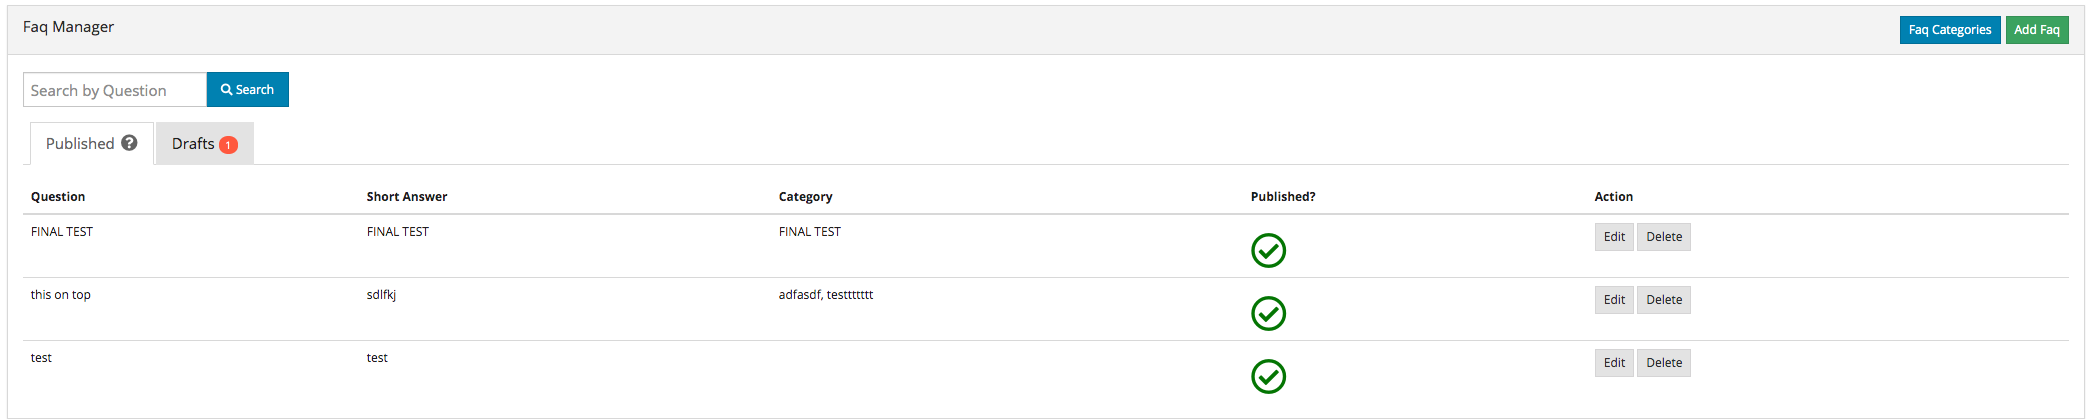 Faq Manager
Faq Categories
Add Faq
Search by Question
Search
Published
Drafts 1
Question Short Answer Category Published? Action
FINAL TEST FINAL TEST FINAL TEST Edit Delete
this on top sdlfkj adfasdf, testttttt Edit Delete
test test Edit Delete